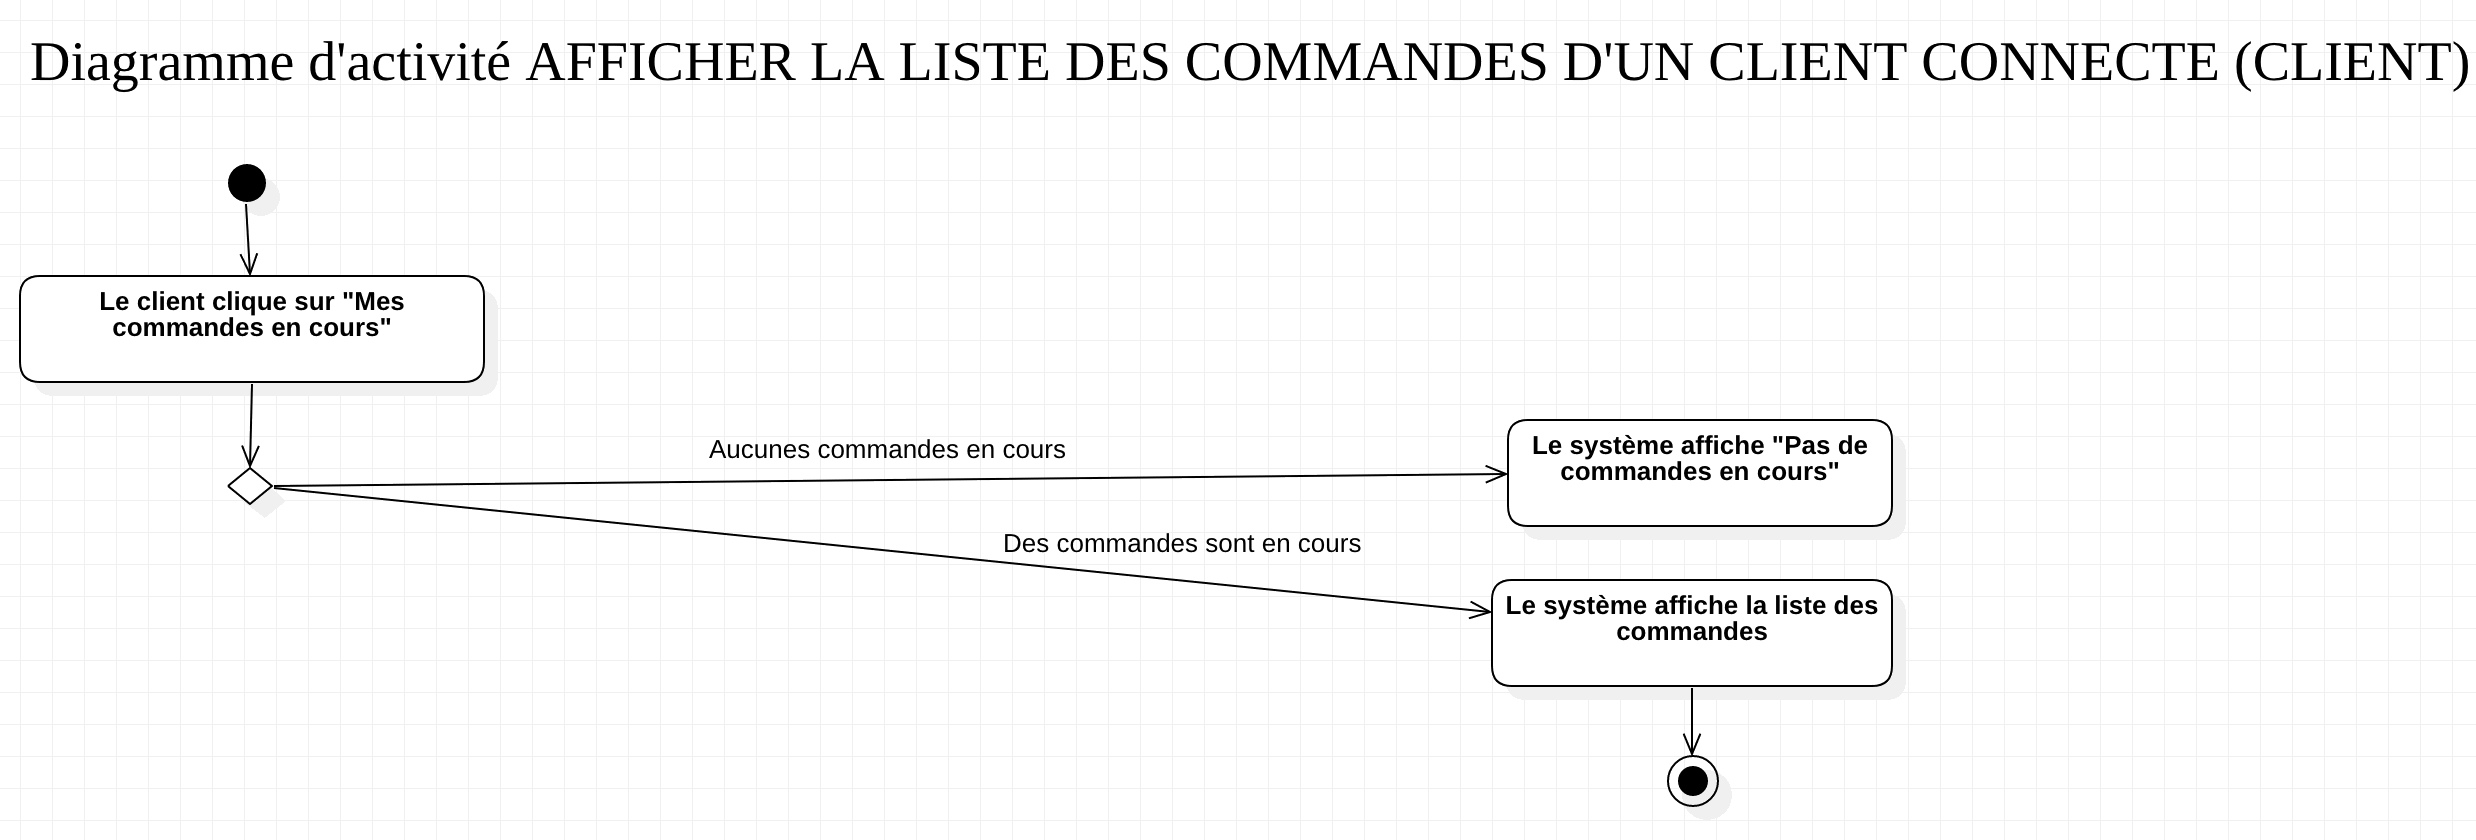 Diagramme d'activité AFFICHER LA LISTE DES COMMANDES D'UN CLIENT CONNECTE (CLIENT)
Le client clique sur "Mes
commandes en cours"
Aucunes commandes en cours
Le système affiche "Pas de
commandes en cours"
Des commandes sont en cours
Le système affiche la liste des
commandes